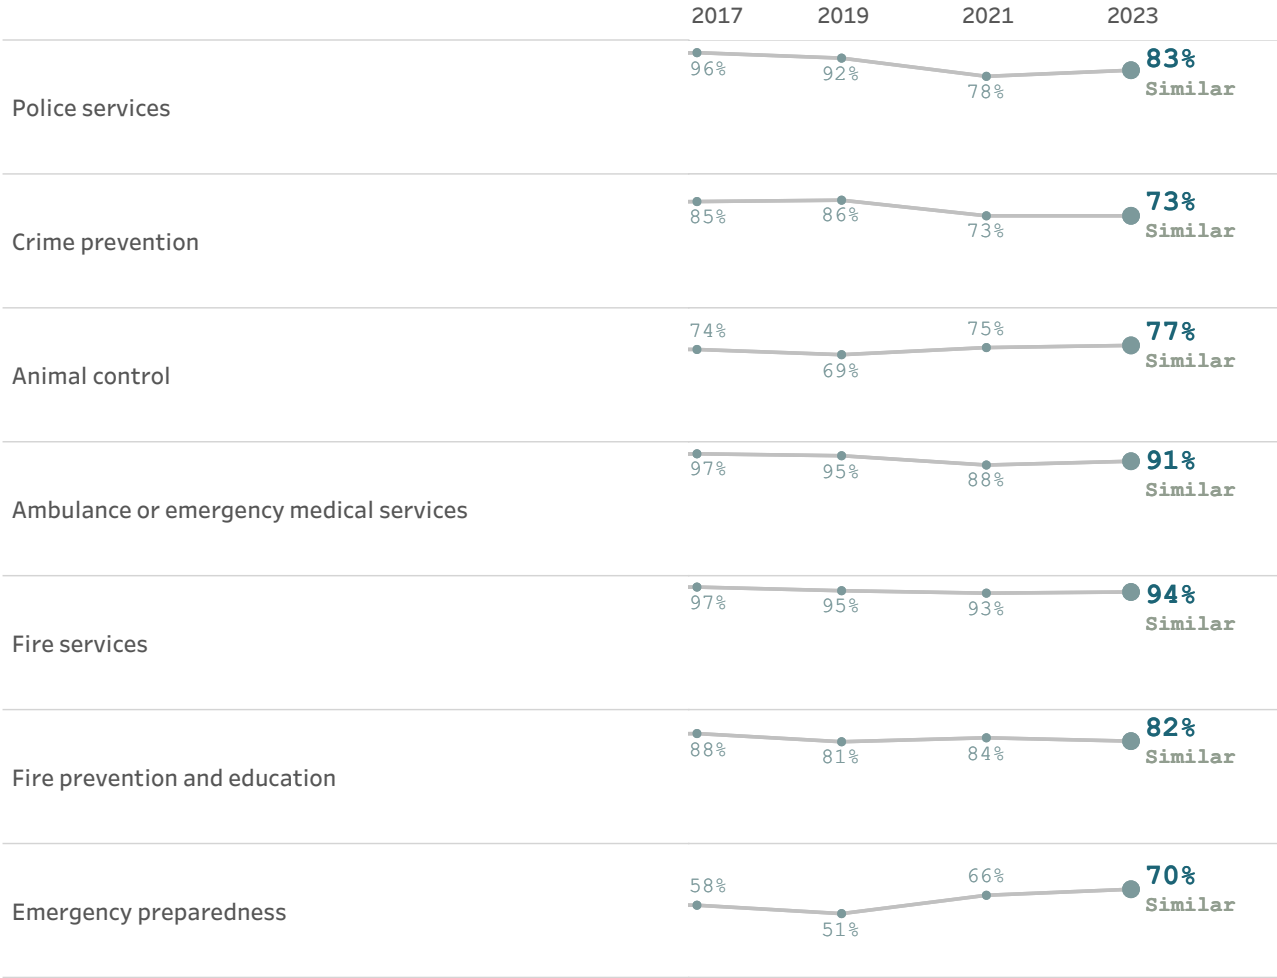 2017 2019 2021 2023
Police services
96% 92% 78% 83%
Similar
Crime prevention
85% 86% 73% 73%
Similar
Animal control
74% 69% 75% 77%
Similar
Ambulance or emergency medical services
97% 95% 88% 91%
Similar
Fire services
97% 95% 93% 94%
Similar
Fire prevention and education
88% 81% 84% 82%
Similar
Emergency preparedness
58% 51% 66% 70%
Similar